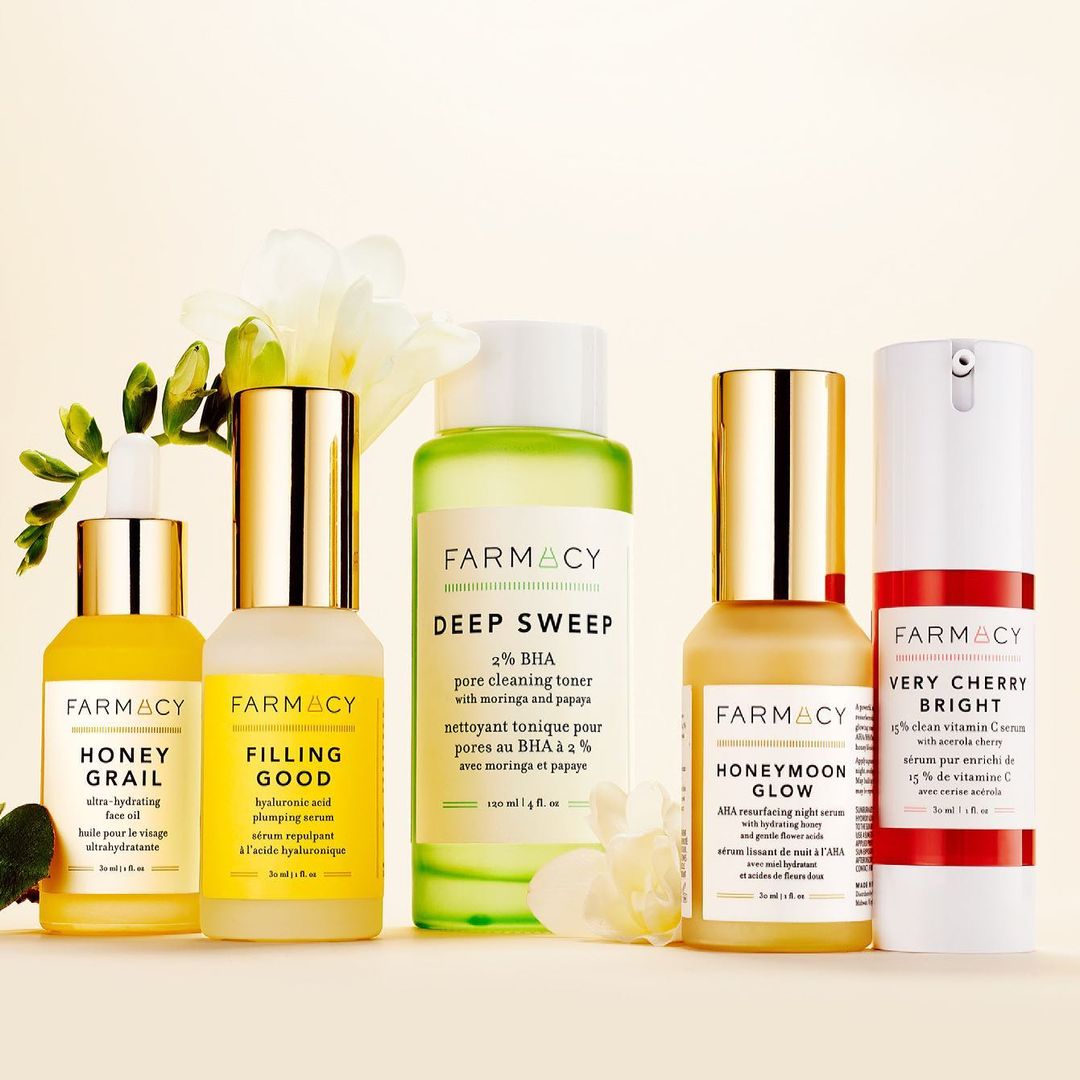 FARMACY
HONEY
GRAIL
ultra-hydrating
face oil
huile pour le visage
ultrahydratante
30 ml | 1 fl. oz
FARMACY
FILLING
GOOD
hyaluronic acid
plumping serum
sérum repulpant
à l'acide hyaluronique
30 ml | 1 fl. oz
FARMACY
DEEP SWEEP
2% BHA
pore cleaning toner
with moringa and papaya
nettoyant tonique pour
pores au BHA à 2 %
avec moringa et papaye
120 ml | 4 fl. oz
FARMACY
HONEYMOON
GLOW
AHA resurfacing night serum
with hydrating honey
and gentle flower acids
sérum lissant de nuit à l'AHA
avec miel hydratant
et acides de fleurs doux
30 ml | 1 fl. oz
FARMACY
VERY CHERRY
BRIGHT
15% clean vitamin C serum
with acerola cherry
sérum pur enrichi de
15 % de vitamine C
avec cerise acérola
30 ml | 1 fl. oz